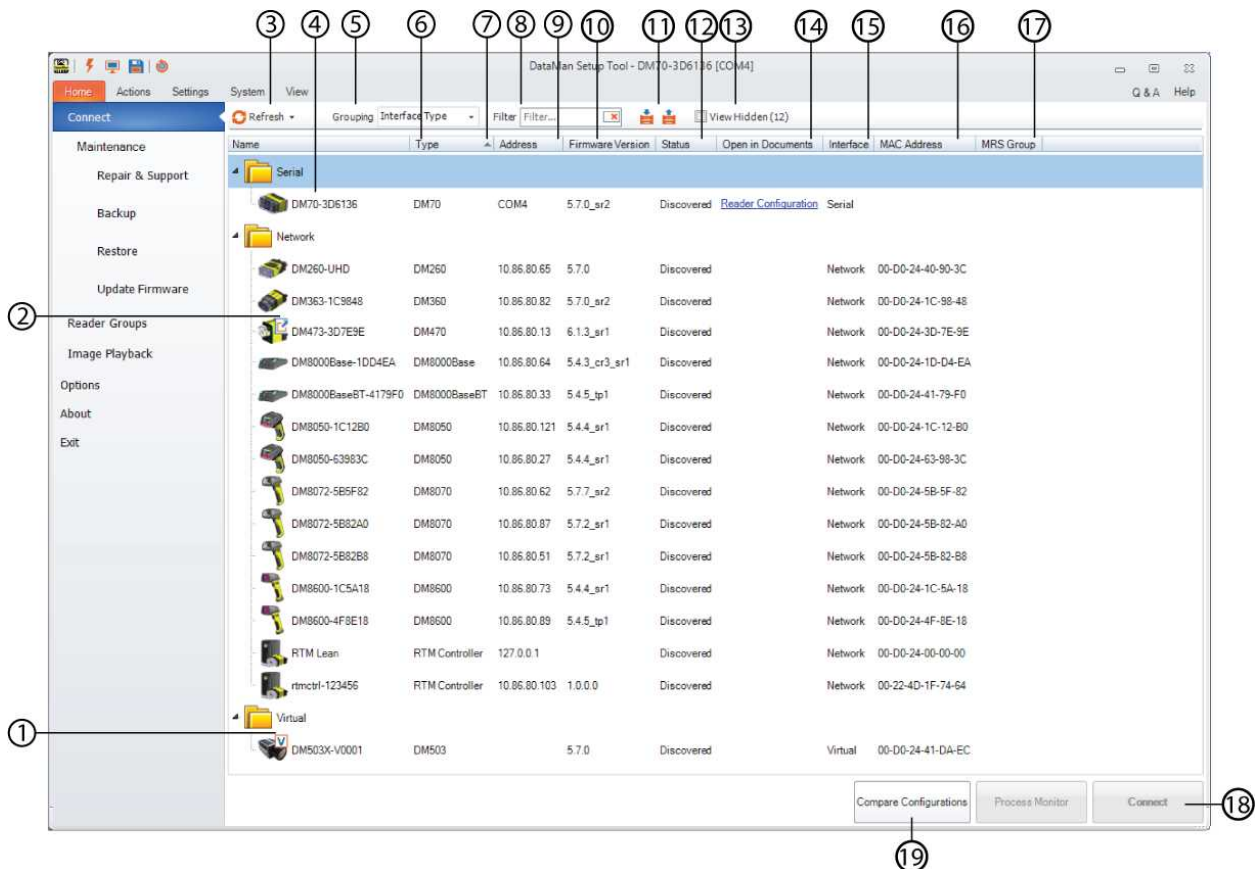 ③ ④ ⑤ ⑥ ⑦ ⑧ ⑨ ⑩ ⑪ ⑫ ⑬ ⑭ ⑮ ⑯ ⑰
DataMan Setup Tool - DM70-3D6136 [COM4]
Home Actions Settings System View Q & A Help
Connect
Maintenance
Repair & Support
Backup
Restore
Update Firmware
Reader Groups
Image Playback
Options
About
Exit
②
①
Refresh Grouping Interface Type Filter Filter... View Hidden (12)
Name Type Address Firmware Version Status Open in Documents Interface MAC Address MRS Group
Serial
DM70-3D6136 DM70 COM4 5.7.0_sr2 Discovered Reader Configuration Serial
Network
DM260-UHD DM260 10.86.80.65 5.7.0 Discovered Network 00-D0-24-40-90-3C
DM363-1C9848 DM360 10.86.80.82 5.7.0_sr2 Discovered Network 00-D0-24-1C-98-48
DM473-3D7E9E DM470 10.86.80.13 6.1.3_sr1 Discovered Network 00-D0-24-3D-7E-9E
DM8000Base-1DD4EA DM8000Base 10.86.80.64 5.4.3_cr3_sr1 Discovered Network 00-D0-24-1D-D4-EA
DM8000BaseBT-4179F0 DM8000BaseBT 10.86.80.33 5.4.5_tp1 Discovered Network 00-D0-24-41-79-F0
DM8050-1C12B0 DM8050 10.86.80.121 5.4.4_sr1 Discovered Network 00-D0-24-1C-12-B0
DM8050-63983C DM8050 10.86.80.27 5.4.4_sr1 Discovered Network 00-D0-24-63-98-3C
DM8072-5B5F82 DM8070 10.86.80.62 5.7.7_sr2 Discovered Network 00-D0-24-5B-5F-82
DM8072-5B82A0 DM8070 10.86.80.87 5.7.2_sr1 Discovered Network 00-D0-24-5B-82-A0
DM8072-5B82B8 DM8070 10.86.80.51 5.7.2_sr1 Discovered Network 00-D0-24-5B-82-B8
DM8600-1C5A18 DM8600 10.86.80.73 5.4.4_sr1 Discovered Network 00-D0-24-1C-5A-18
DM8600-4F8E18 DM8600 10.86.80.89 5.4.5_tp1 Discovered Network 00-D0-24-4F-8E-18
RTM Lean RTM Controller 127.0.0.1 Discovered Network 00-D0-24-00-00-00
rtmctrl-123456 RTM Controller 10.86.80.103 1.0.0.0 Discovered Network 00-22-4D-1F-74-64
Virtual
V
DM503X-V0001 DM503 5.7.0 Discovered Virtual 00-D0-24-41-DA-EC
Compare Configurations Process Monitor Connect ⑱
⑲